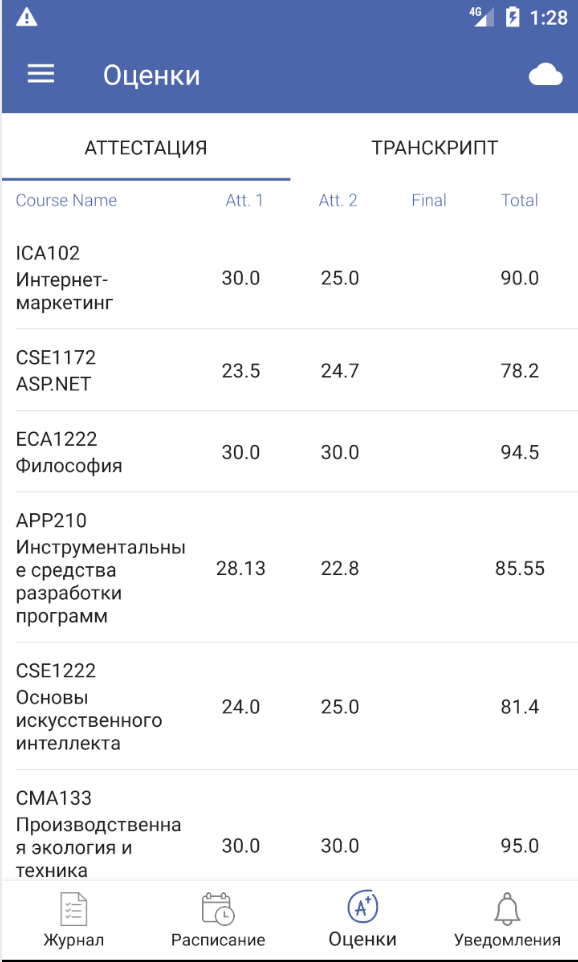 4G 1:28
Оценки
АТТЕСТАЦИЯ ТРАНСКРИПТ
Course Name Att. 1 Att. 2 Final Total
ICA102
Интернет-
маркетинг
30.0 25.0 90.0
CSE1172
ASP.NET
23.5 24.7 78.2
ECA1222
Философия
30.0 30.0 94.5
APP210
Инструментальны
е средства
разработки
программ
28.13 22.8 85.55
CSE1222
Основы
искусственного
интеллекта
24.0 25.0 81.4
CMA133
Производственна
я экология и
техника
30.0 30.0 95.0
A+
Журнал Расписание Оценки Уведомления